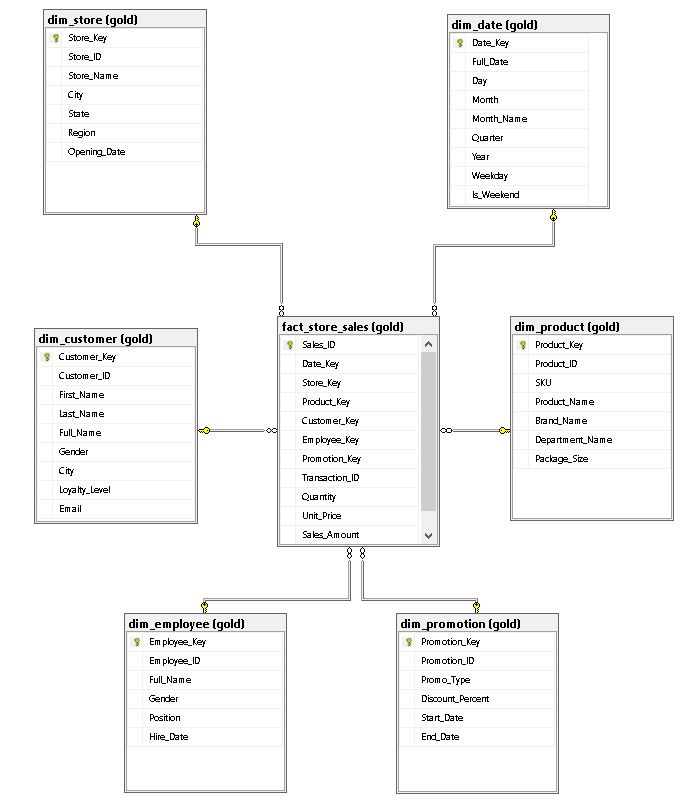 dim_store (gold)
Store_Key
Store_ID
Store_Name
City
State
Region
Opening_Date
dim_date (gold)
Date_Key
Full_Date
Day
Month
Month_Name
Quarter
Year
Weekday
Is_Weekend
dim_customer (gold)
Customer_Key
Customer_ID
First_Name
Last_Name
Full_Name
Gender
City
Loyalty_Level
Email
fact_store_sales (gold)
Sales_ID
Date_Key
Store_Key
Product_Key
Customer_Key
Employee_Key
Promotion_Key
Transaction_ID
Quantity
Unit_Price
Sales_Amount
dim_product (gold)
Product_Key
Product_ID
SKU
Product_Name
Brand_Name
Department_Name
Package_Size
dim_employee (gold)
Employee_Key
Employee_ID
Full_Name
Gender
Position
Hire_Date
dim_promotion (gold)
Promotion_Key
Promotion_ID
Promo_Type
Discount_Percent
Start_Date
End_Date